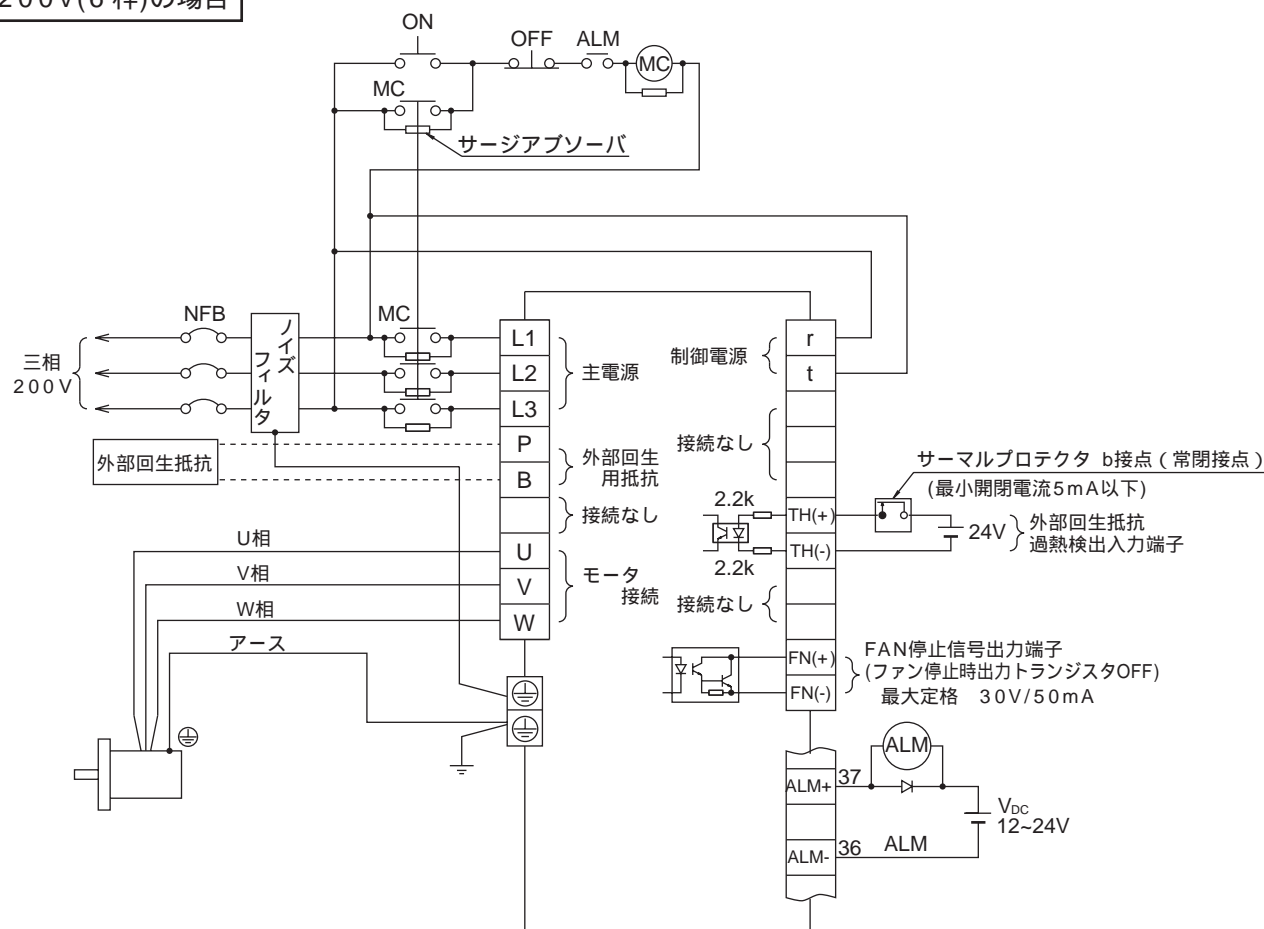 200V(6枠)の場合
ON
OFF
ALM
MC
MC
サージアブソーバ
NFB
ノイズ
フィルタ
MC
三相
200V
L1
L2
L3
主電源
P
B
外部回生
用抵抗
外部回生抵抗
接続なし
U相
V相
W相
アース
U
V
W
モータ
接続
制御電源
r
t
接続なし
サーマルプロテクタ b接点(常閉接点)
(最小開閉電流5mA以下)
2.2k
TH(+)
TH(-)
2.2k
24V
外部回生抵抗
過熱検出入力端子
接続なし
FN(+)
FN(-)
FAN停止信号出力端子
(ファン停止時出力トランジスタOFF)
最大定格 30V/50mA
ALM
ALM+
37
VDC
12~24V
ALM-
36
ALM